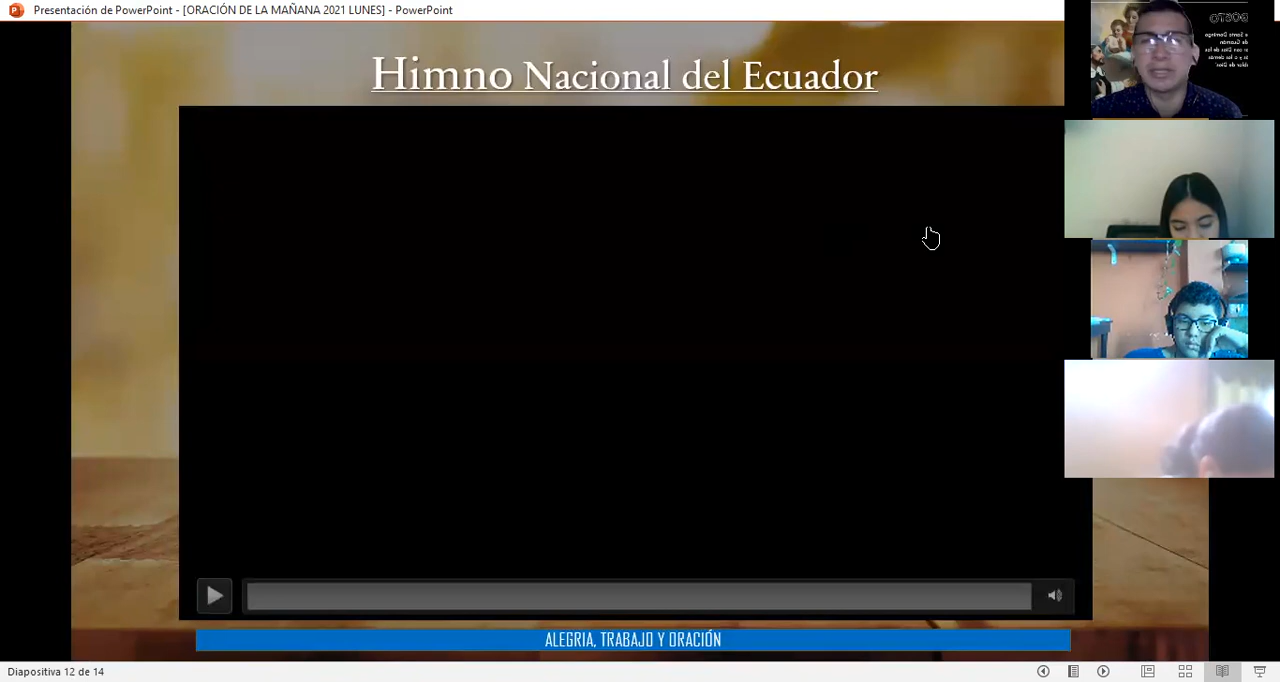 Presentación de PowerPoint - [ORACIÓN DE LA MAÑANA 2021 LUNES] - PowerPoint
Himno Nacional del Ecuador
ALEGRIA, TRABAJO Y ORACIÓN
Diapositiva 12 de 14